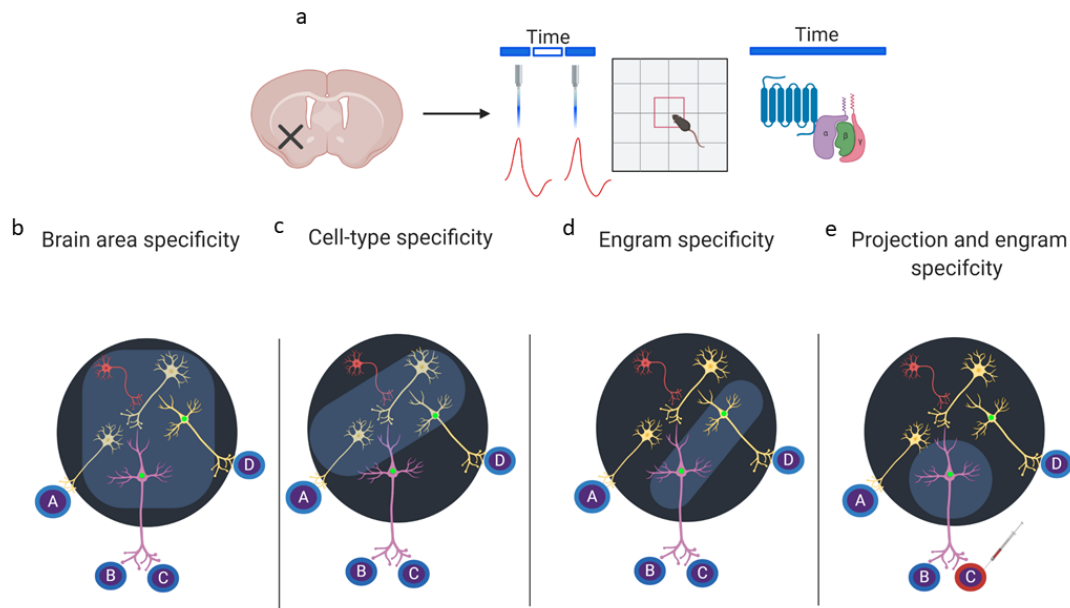 a
Time
Time
α
β
γ
b
Brain area specificity
c
Cell-type specificity
d
Engram specificity
e
Projection and engram
specifcity
A
B
C
D
A
B
C
D
A
B
C
D
A
B
C
D